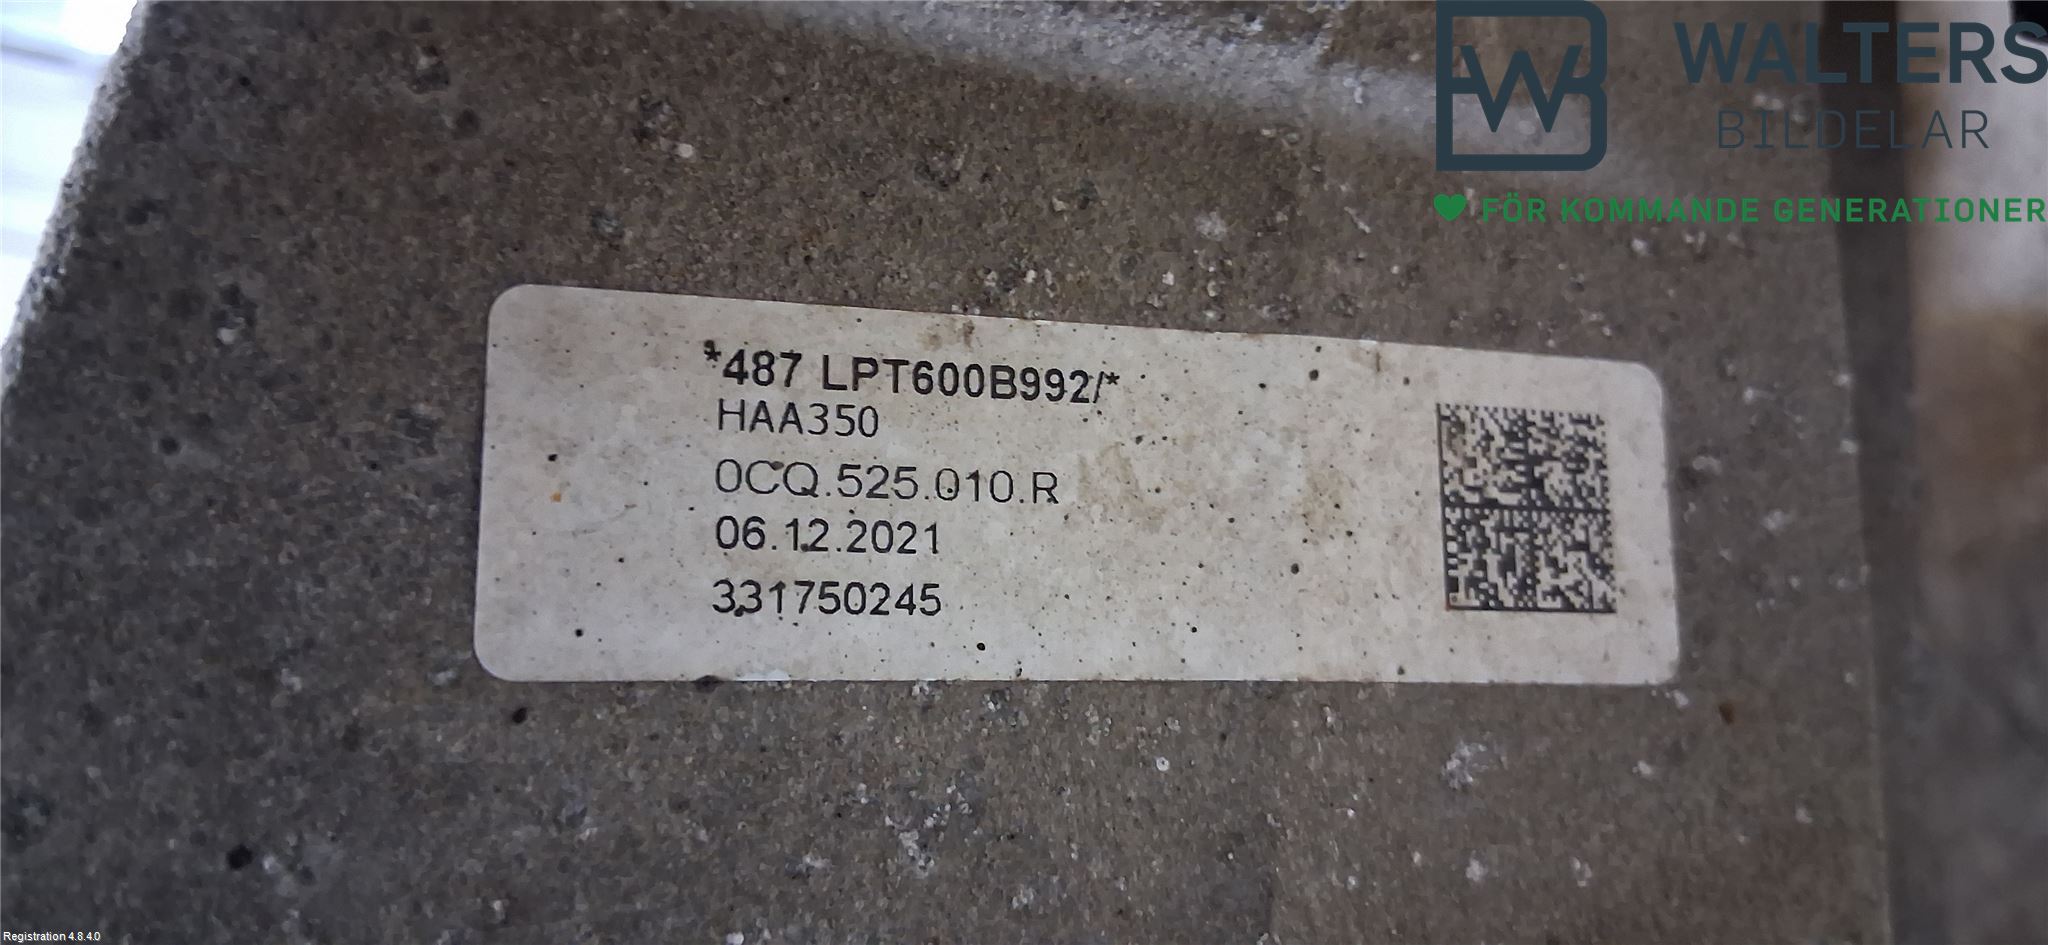 WALTERS
BILDELAR
FÖR KOMMANDE GENERATIONER
*487 LPT600B992/*
HAA350
0CQ.525.010.R
06.12.2021
331750245
Registration 4.8.4.0